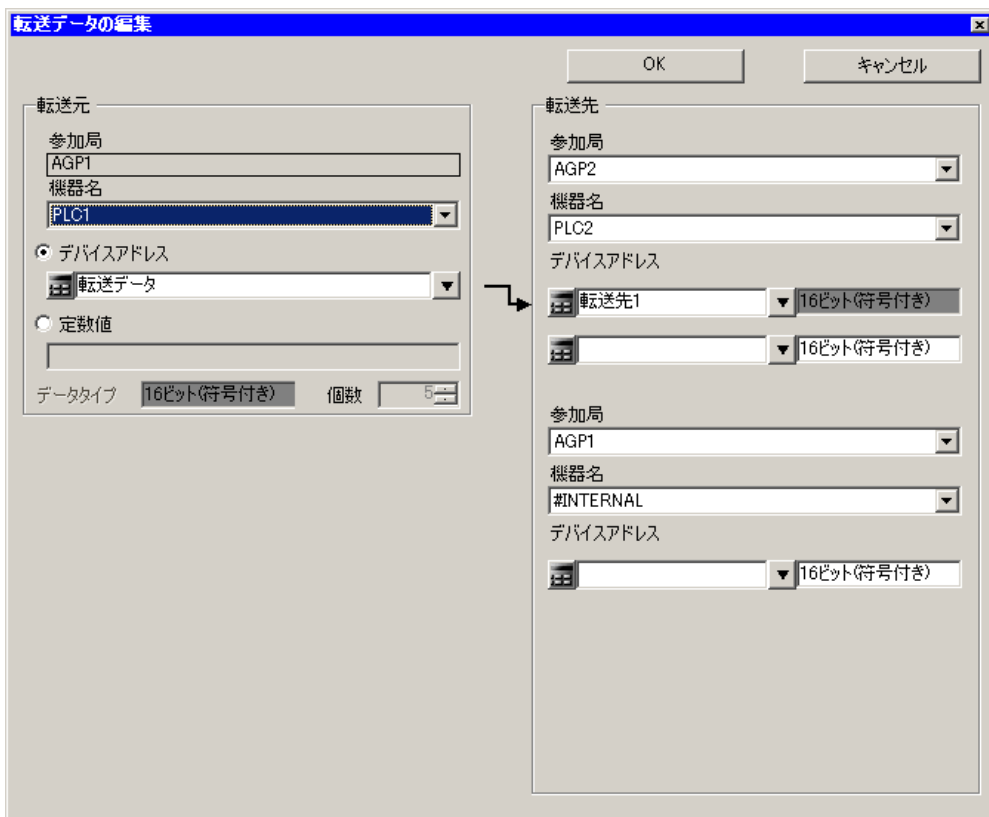 転送データの編集
OK
キャンセル
転送元
参加局
AGP1
機器名
PLC1
デバイスアドレス
転送データ
定数値
データタイプ 16ビット(符号付き) 個数 5
転送先
参加局
AGP2
機器名
PLC2
デバイスアドレス
転送先1 16ビット(符号付き)
16ビット(符号付き)
参加局
AGP1
機器名
#INTERNAL
デバイスアドレス
16ビット(符号付き)